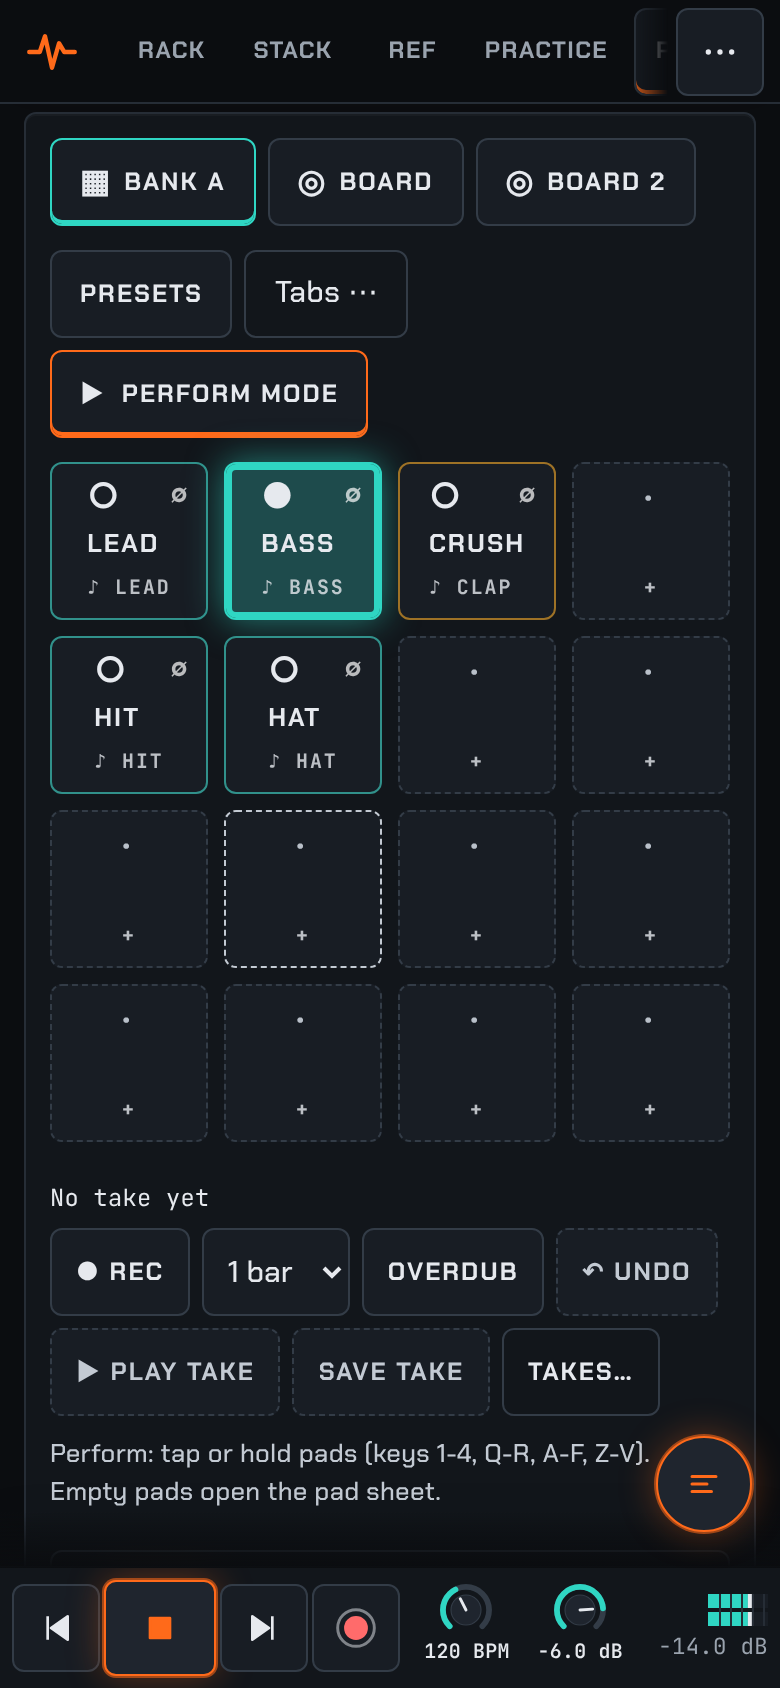 RACK STACK REF PRACTICE ...
BANK A BOARD BOARD 2
PRESETS Tabs ···
▶ PERFORM MODE
ø ø ø
LEAD BASS CRUSH
♪ LEAD ♪ BASS ♪ CLAP +
ø ø
HIT HAT
♪ HIT ♪ HAT + +
+ + + +
+ + + +
No take yet
● REC 1 bar OVERDUB ↶ UNDO
▶ PLAY TAKE SAVE TAKE TAKES…
Perform: tap or hold pads (keys 1-4, Q-R, A-F, Z-V).
Empty pads open the pad sheet.
120 BPM -6.0 dB -14.0 dB